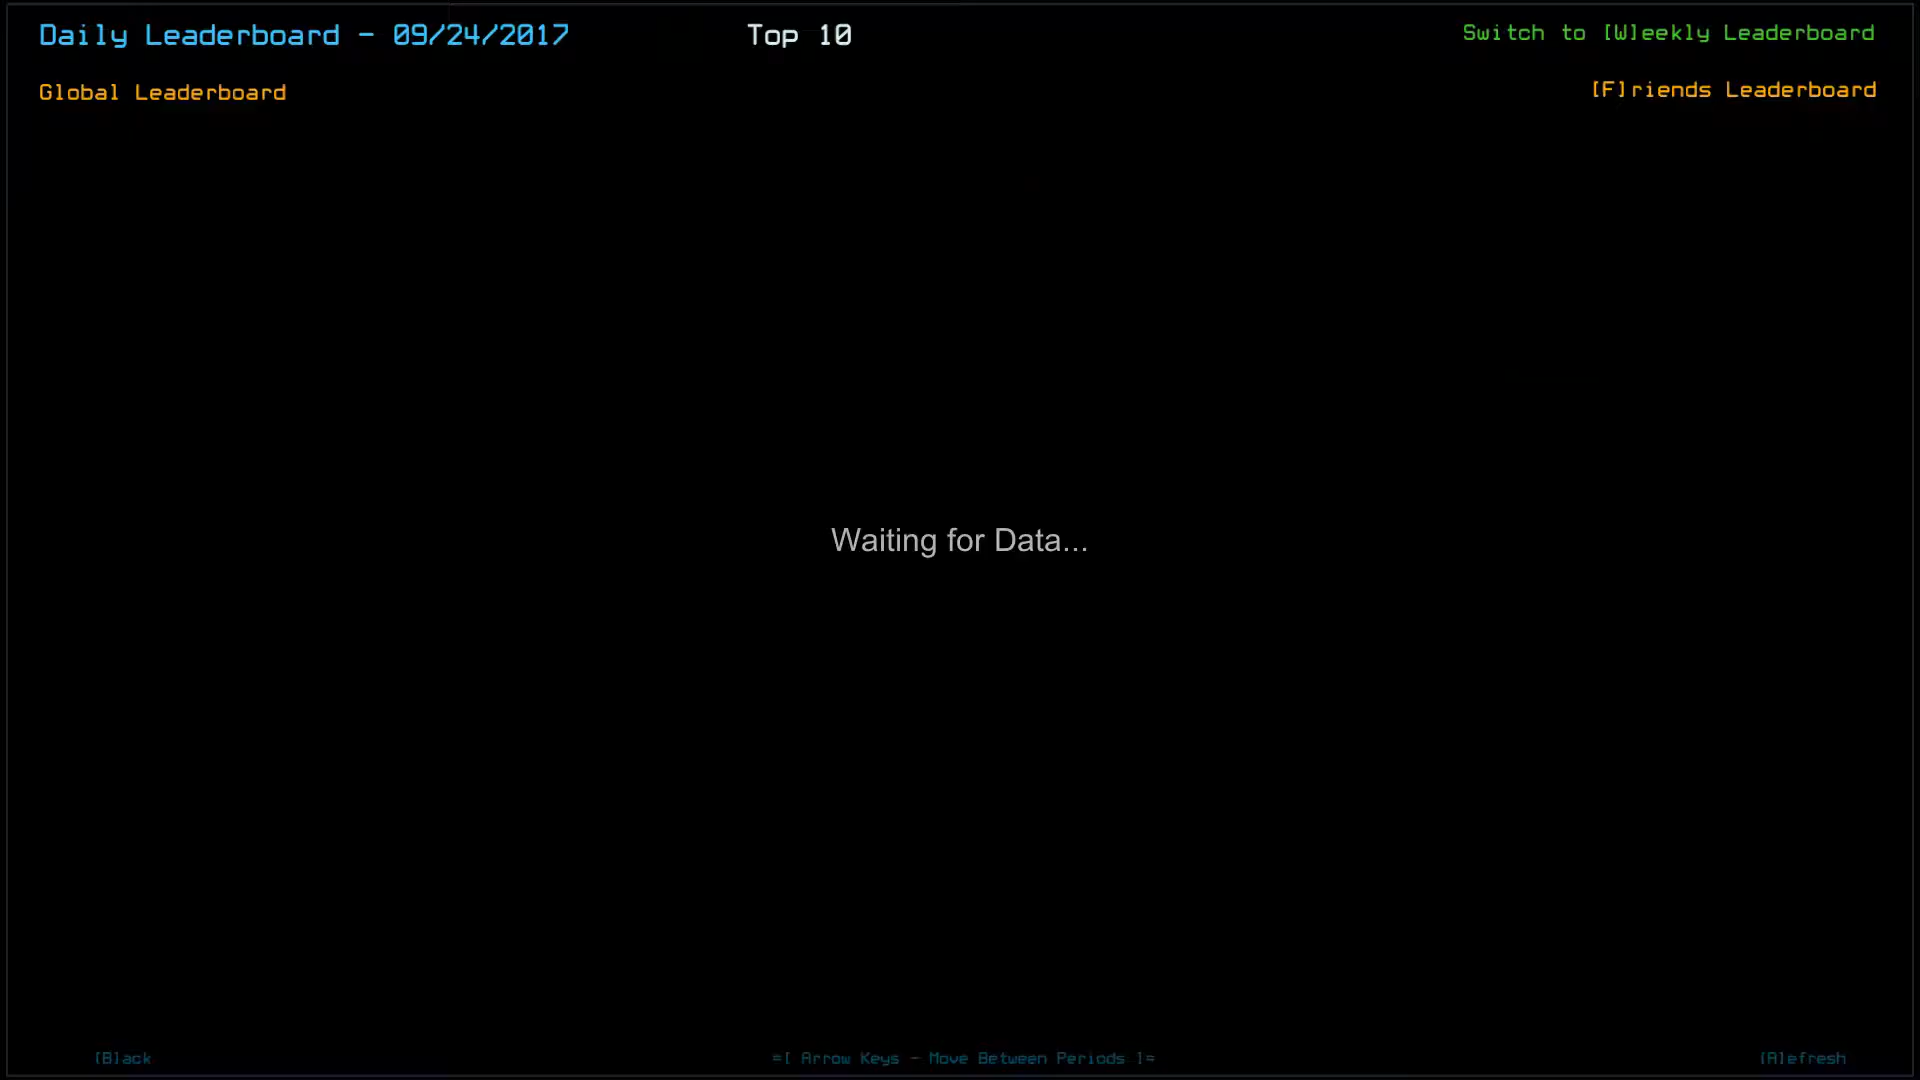 Daily Leaderboard - 09/24/2017
Top 10
Switch to [W]eekly Leaderboard
Global Leaderboard
[F]riends Leaderboard
Waiting for Data...
[B]ack
=[ Arrow Keys - Move Between Periods ]=
[R]efresh